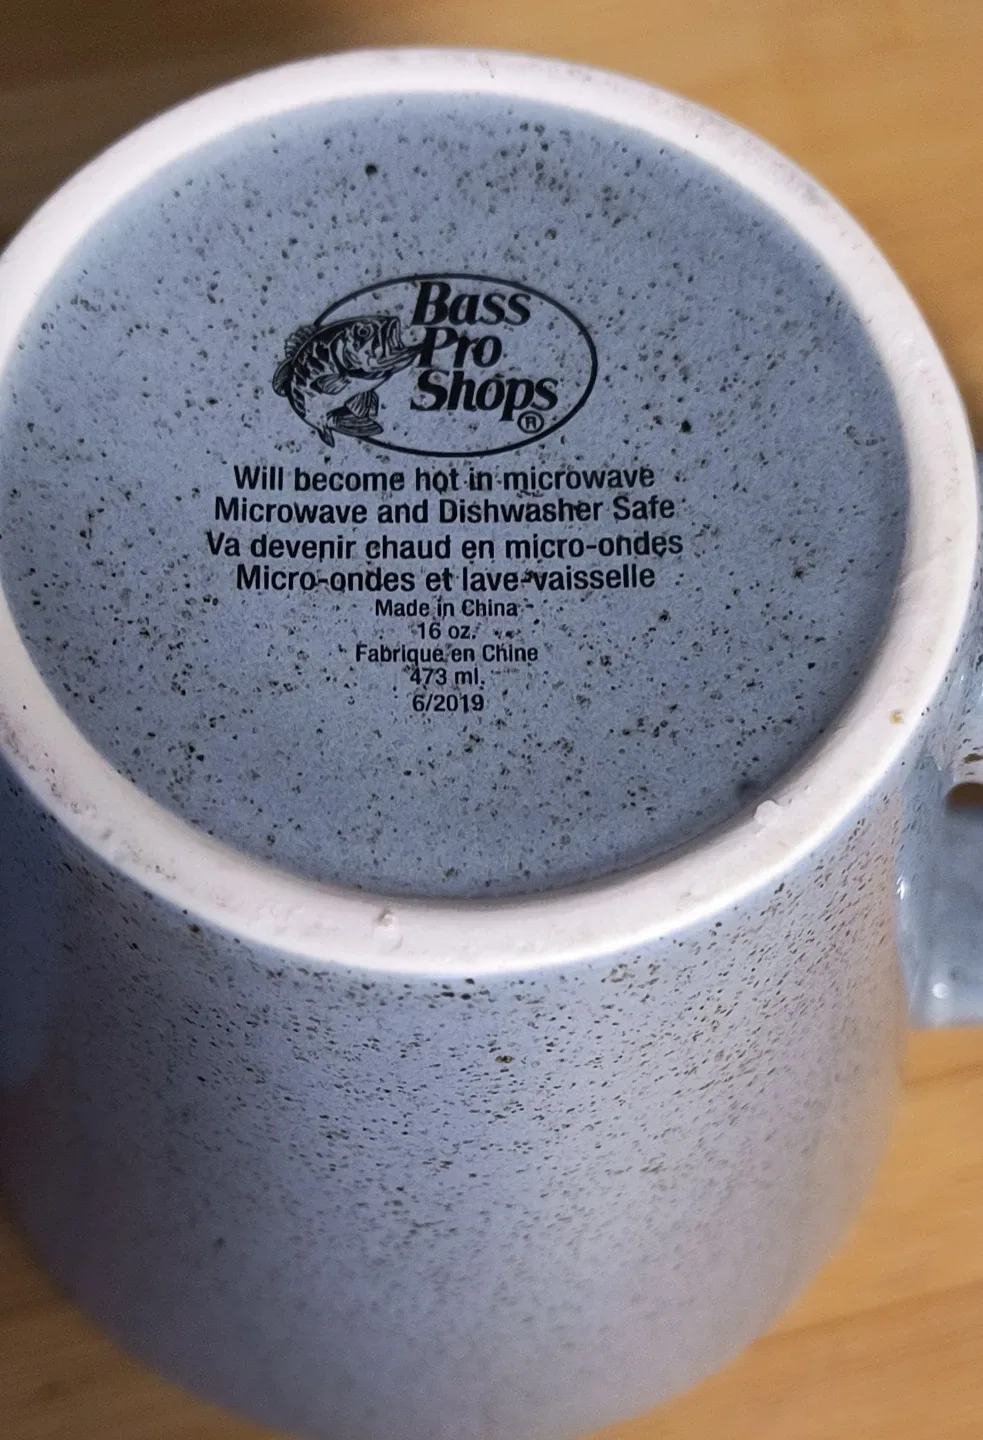 Bass
Pro
Shops
®
Will become hot in microwave
Microwave and Dishwasher Safe
Va devenir chaud en micro-ondes
Micro-ondes et lave-vaisselle
Made in China
16 oz.
Fabriqué en Chine
473 ml.
6/2019